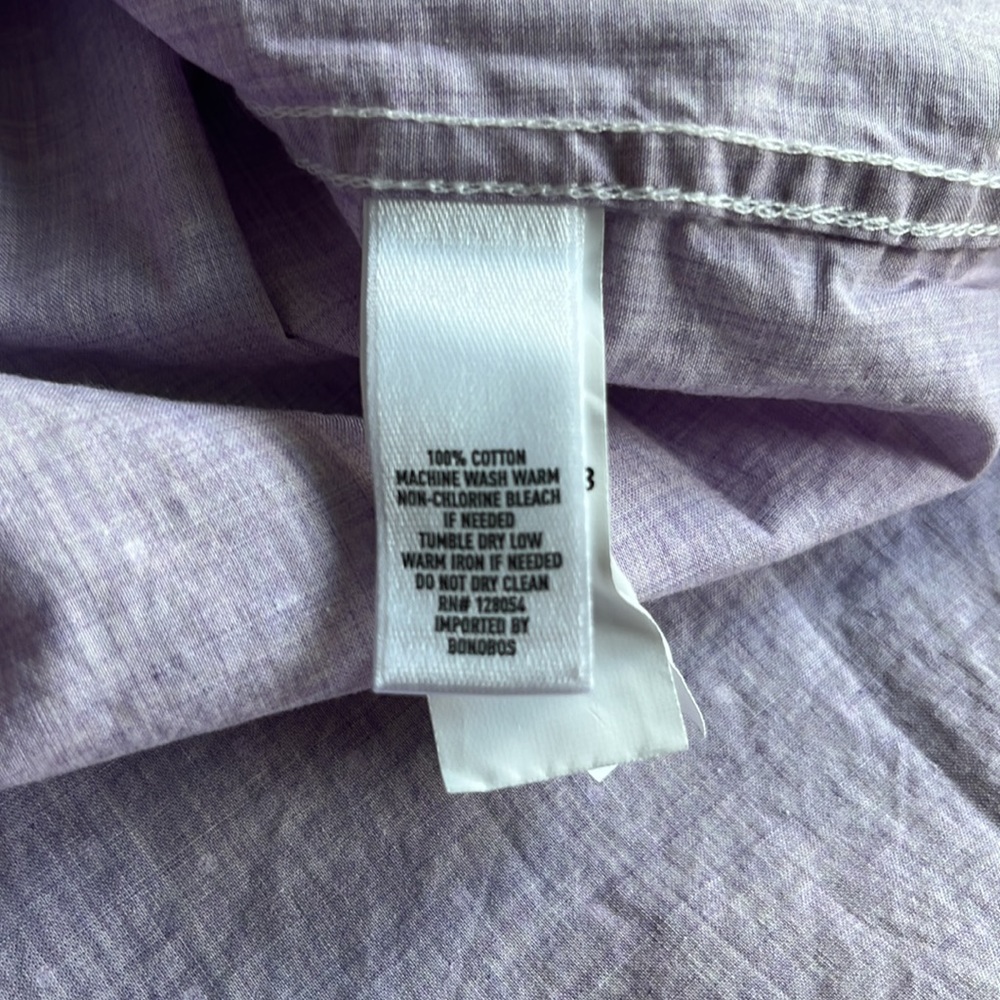 100% COTTON
MACHINE WASH WARM
NON-CHLORINE BLEACH
IF NEEDED
TUMBLE DRY LOW
WARM IRON IF NEEDED
DO NOT DRY CLEAN
RN# 128054
IMPORTED BY
BONOBOS